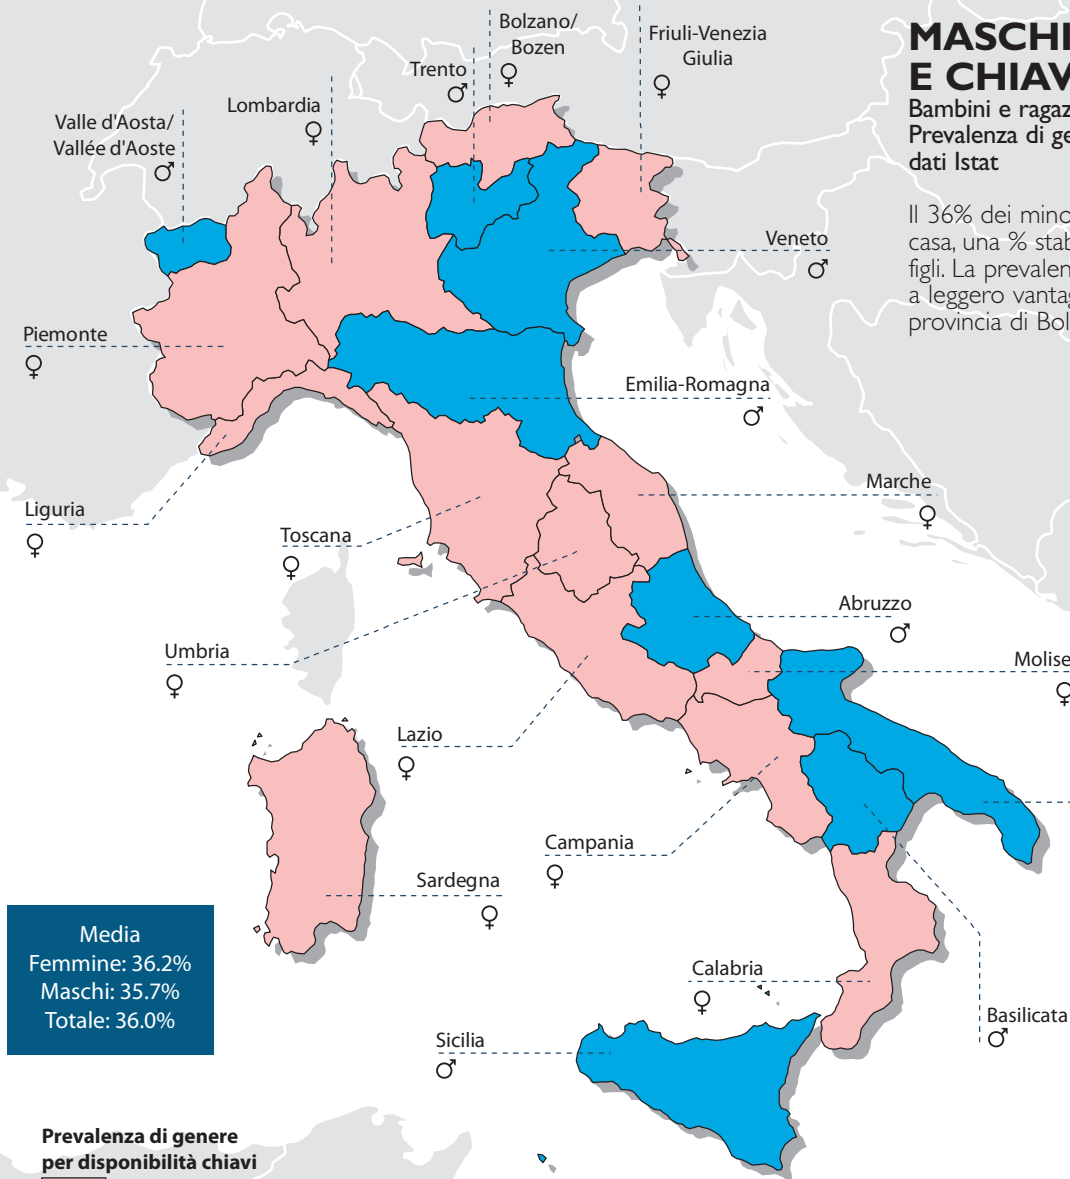 MASCHI
E CHIAV
Bambini e ragaz
Prevalenza di ge
dati Istat
Il 36% dei mino
casa, una % stab
figli. La prevalen
a leggero vantag
provincia di Bol
Bolzano/
Bozen
♀
Friuli-Venezia
Giulia
♀
Trento
♂
Lombardia
♀
Valle d'Aosta/
Vallée d'Aoste
♂
Veneto
♂
Piemonte
♀
Emilia-Romagna
♂
Marche
♀
Liguria
♀
Toscana
♀
Abruzzo
♂
Umbria
♀
Molise
♀
Lazio
♀
Campania
♀
Sardegna
♀
Media
Femmine: 36.2%
Maschi: 35.7%
Totale: 36.0%
Calabria
♀
Basilicata
♂
Sicilia
♂
Prevalenza di genere
per disponibilità chiavi